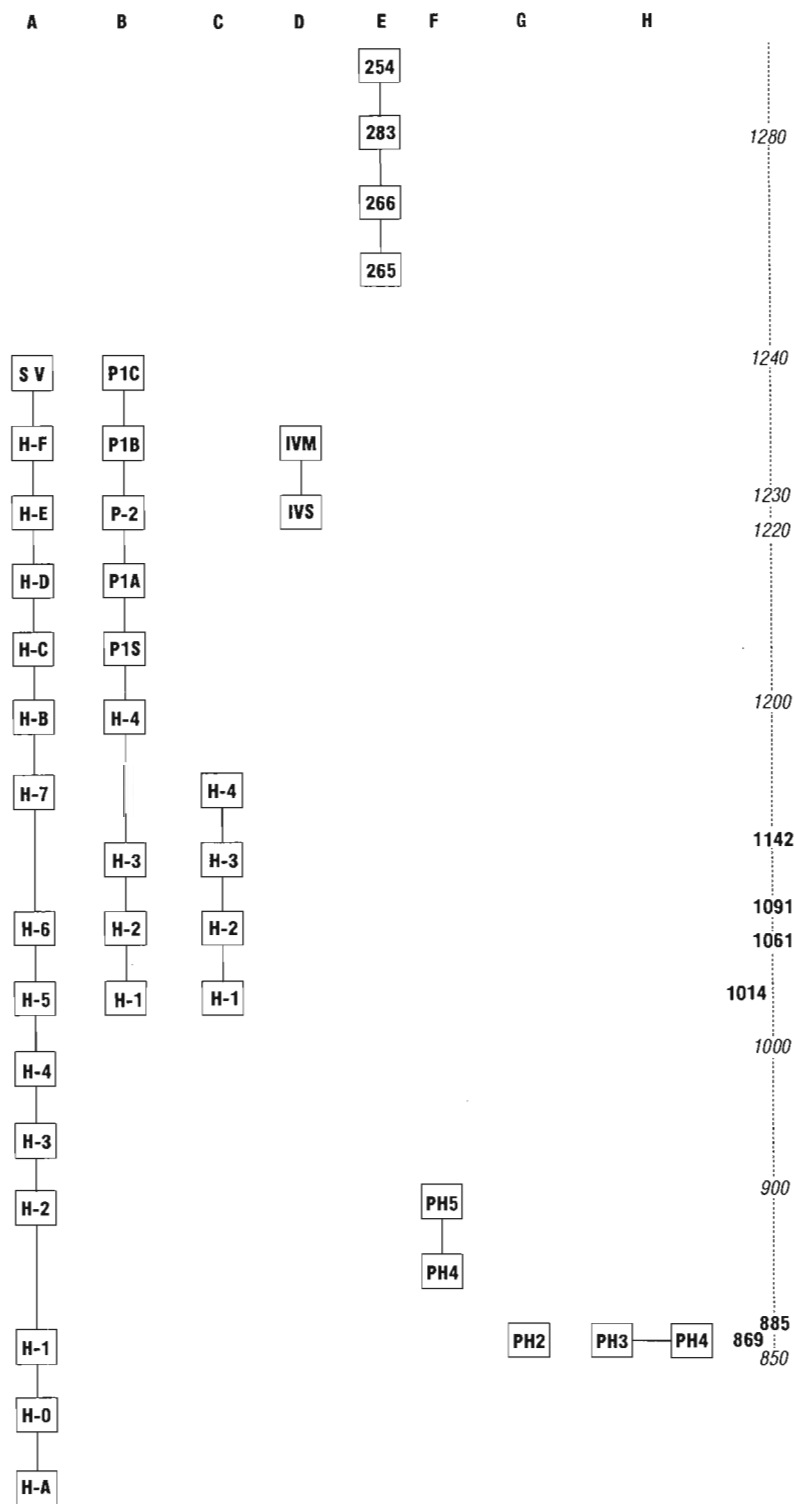 A B C D E F G H
254
283
1280
266
265
1240
S V P1C
H-F P1B IVM
1230
H-E P-2 IVS
1220
H-D P1A
H-C P1S
1200
H-B H-4
H-7 H-4
1142
H-3 H-3
1091
H-6 H-2 H-2
1061
1014
H-5 H-1 H-1
1000
H-4
H-3
900
H-2 PH5
PH4
885
H-1 PH2 PH3 PH4 869
850
H-0
H-A